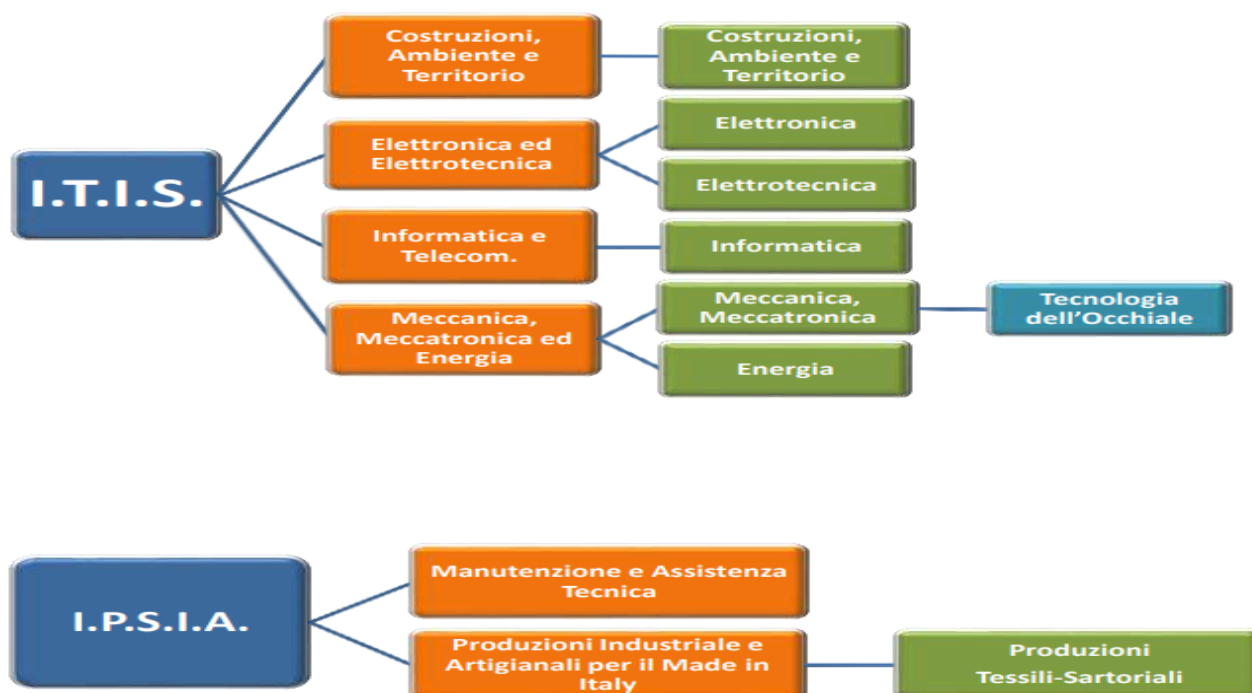 Costruzioni,
Ambiente e
Territorio
Costruzioni,
Ambiente e
Territorio
Elettronica
I.T.I.S.
Elettronica ed
Elettrotecnica
Elettrotecnica
Informatica e
Telecom.
Informatica
Meccanica,
Meccatronica ed
Energia
Meccanica,
Meccatronica
Tecnologia
dell’Occhiale
Energia
I.P.S.I.A.
Manutenzione e Assistenza
Tecnica
Produzioni Industriale e
Artigianali per il Made in
Italy
Produzioni
Tessili-Sartoriali